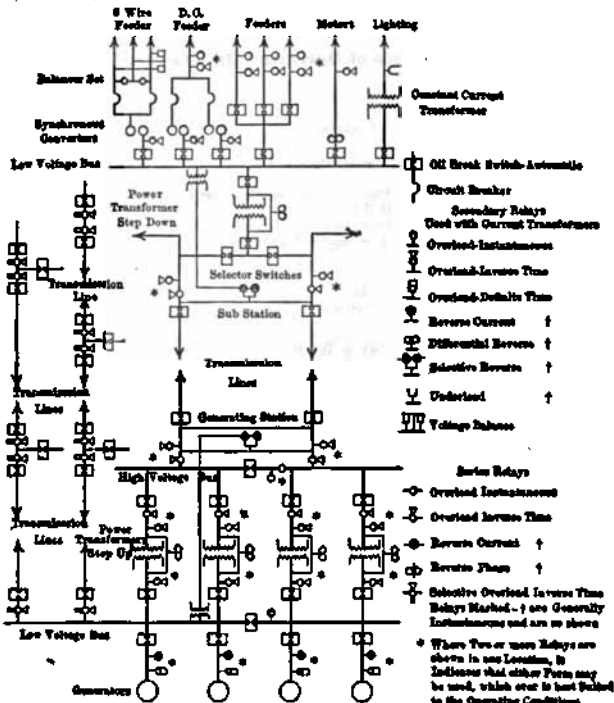 3 Wire Feeder
D.C. Feeder
Feeders
Motors
Lighting
Balancer Set
Constant Current
Transformer
Synchronous
Converters
Low Voltage Bus
Oil Break Switch-Automatic
Circuit Breaker
Power
Transformer
Step Down
Secondary Relays
Used with Current Transformers
Overload-Instantaneous
Overload-Inverse Time
Overload-Definite Time
Reverse Current †
Differential Reverse †
Selective Reverse †
Underload †
Voltage Balance
Selector Switches
Sub Station
Transmission
Line
Transmission
Lines
Transmission
Lines
Generating Station
High Voltage Bus
Series Relays
Overload Instantaneous
Overload Inverse Time
Reverse Current †
Reverse Phase †
Selective Overload Inverse Time
Relays Marked - † are Generally
Instantaneous and are so shown
Transmission
Lines
Power
Transformers
Step Up
Low Voltage Bus
* Where Two or more Relays are
shown in one Location, it
Indicates that either Form may
be used, which ever is best Suited
to the Operating Conditions
Generators